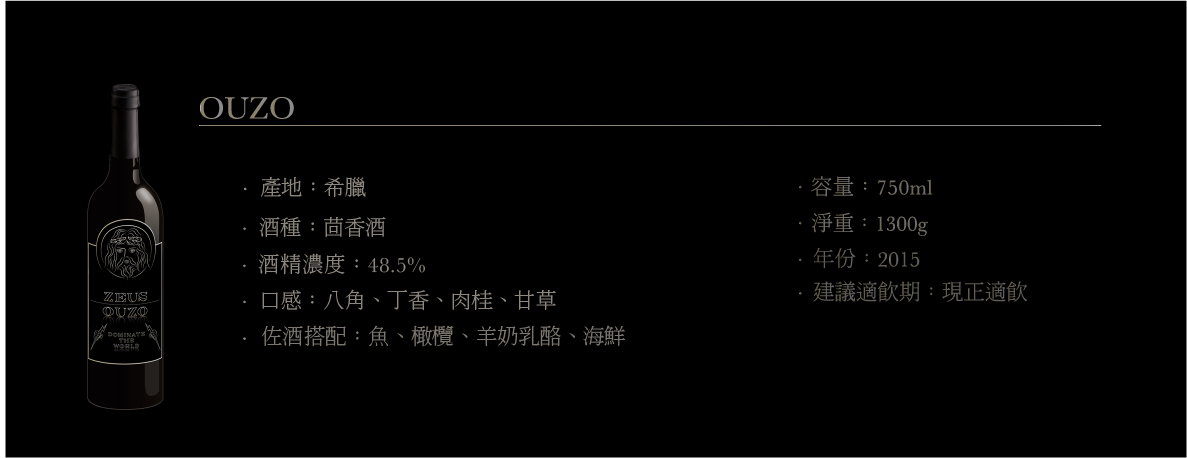 OUZO
· 產地：希臘
· 酒種：茴香酒
· 酒精濃度：48.5%
· 口感：八角、丁香、肉桂、甘草
· 佐酒搭配：魚、橄欖、羊奶乳酪、海鮮
· 容量：750ml
· 淨重：1300g
· 年份：2015
· 建議適飲期：現正適飲
ZEUS
OUZO
DOMINATE
THE
WORLD